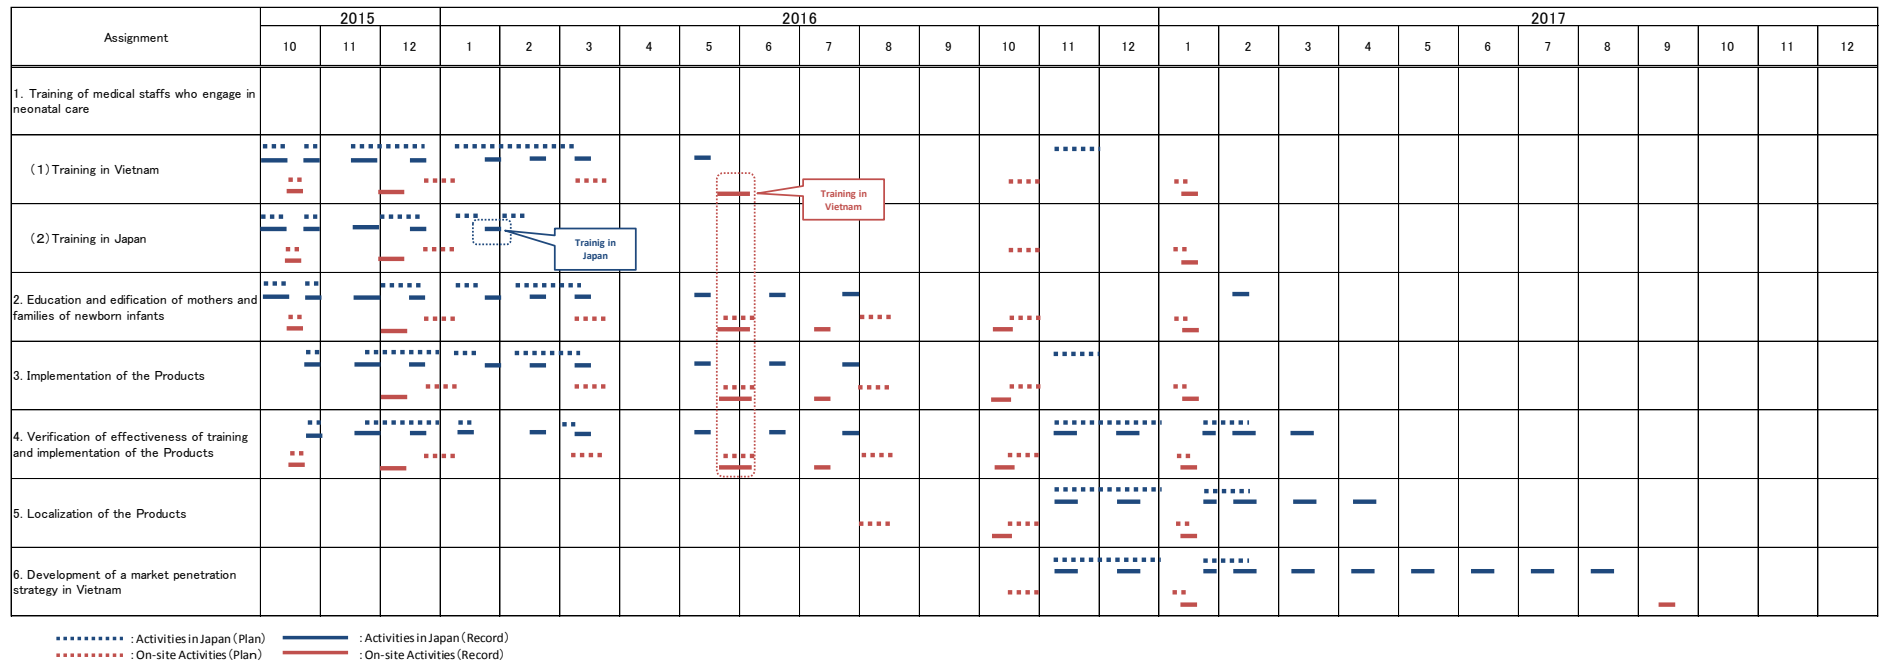 Assignment
2015
2016
2017
10 11 12 1 2 3 4 5 6 7 8 9 10 11 12 1 2 3 4 5 6 7 8 9 10 11 12
1. Training of medical staffs who engage in
neonatal care
(1)Training in Vietnam
Training in
Vietnam
(2)Training in Japan
Trainig in
Japan
2. Education and edification of mothers and
families of newborn infants
3. Implementation of the Products
4. Verification of effectiveness of training
and implementation of the Products
5. Localization of the Products
6. Development of a market penetration
strategy in Vietnam
: Activities in Japan(Plan) : Activities in Japan(Record)
: On-site Activities(Plan) : On-site Activities(Record)